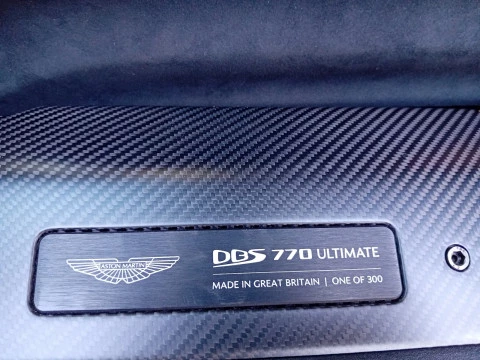 ASTON MARTIN
DBS 770 ULTIMATE
MADE IN GREAT BRITAIN | ONE OF 300